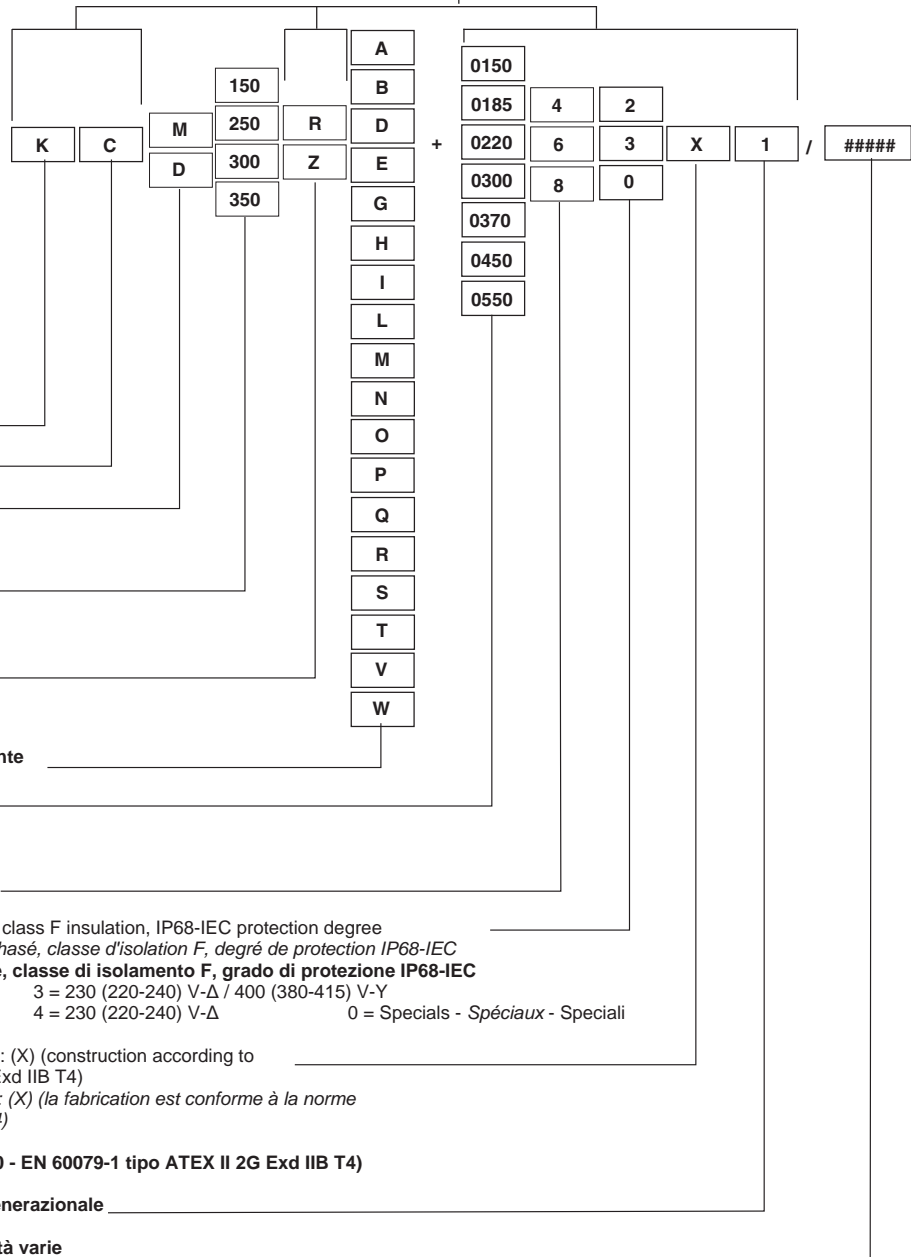 A
0150
150
B
0185
4
2
M
250
R
D
K
C
+
0220
6
3
X
1
/
#####
D
300
Z
E
0300
8
0
350
G
0370
H
0450
I
0550
L
M
N
O
P
Q
R
S
T
V
W
nte
class F insulation, IP68-IEC protection degree
hasé, classe d'isolation F, degré de protection IP68-IEC
e, classe di isolamento F, grado di protezione IP68-IEC
3 = 230 (220-240) V-Δ / 400 (380-415) V-Y
4 = 230 (220-240) V-Δ 0 = Specials - Spéciaux - Speciali
: (X) (construction according to
Exd IIB T4)
: (X) (la fabrication est conforme à la norme
4)
0 - EN 60079-1 tipo ATEX II 2G Exd IIB T4)
enerazionale
tà varie